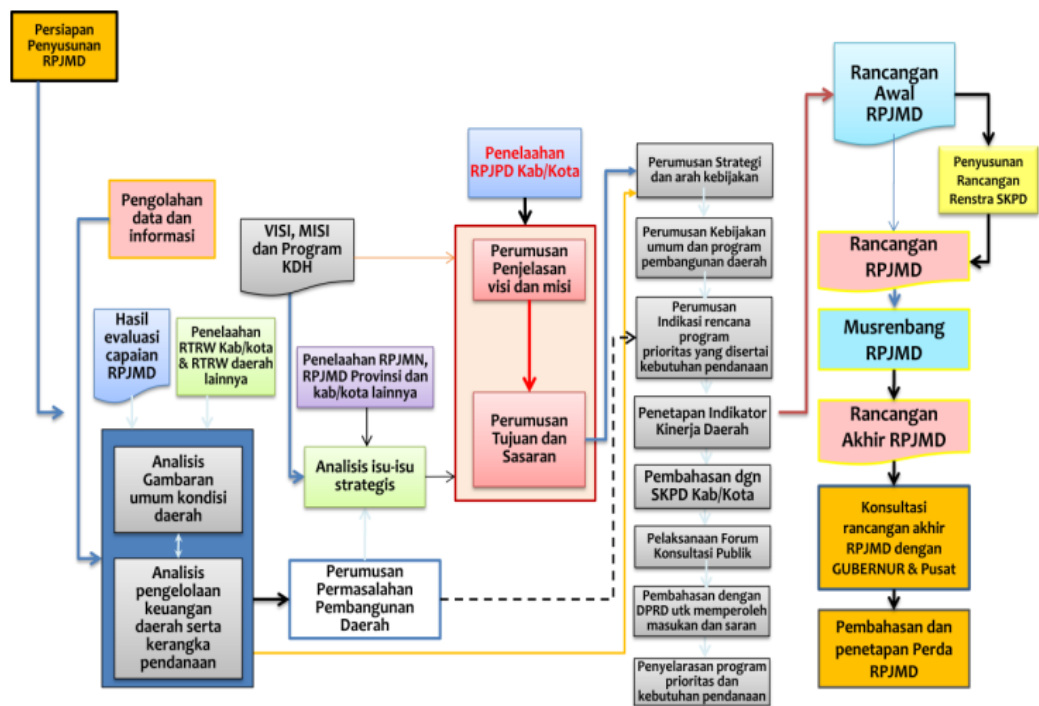 Persiapan
Penyusunan
RPJMD
Pengolahan
data dan
informasi
Hasil
evaluasi
capaian
RPJMD
Penelaahan
RTRW Kab/kota
& RTRW daerah
lainnya
Analisis
Gambaran
umum kondisi
daerah
Analisis
pengelolaan
keuangan
daerah serta
kerangka
pendanaan
VISI, MISI
dan Program
KDH
Penelaahan RPJMN,
RPJMD Provinsi dan
kab/kota lainnya
Analisis isu-isu
strategis
Perumusan
Permasalahan
Pembangunan
Daerah
Penelaahan
RPJPD Kab/Kota
Perumusan
Penjelasan
visi dan misi
Perumusan
Tujuan dan
Sasaran
Perumusan Strategi
dan arah kebijakan
Perumusan Kebijakan
umum dan program
pembangunan daerah
Perumusan
Indikasi rencana
program
prioritas yang disertai
kebutuhan pendanaan
Penetapan Indikator
Kinerja Daerah
Pembahasan dgn
SKPD Kab/Kota
Pelaksanaan Forum
Konsultasi Publik
Pembahasan dengan
DPRD utk memperoleh
masukan dan saran
Penyelarasan program
prioritas dan
kebutuhan pendanaan
Rancangan
Awal
RPJMD
Penyusunan
Rancangan
Renstra SKPD
Rancangan
RPJMD
Musrenbang
RPJMD
Rancangan
Akhir RPJMD
Konsultasi
rancangan akhir
RPJMD dengan
GUBERNUR & Pusat
Pembahasan dan
penetapan Perda
RPJMD